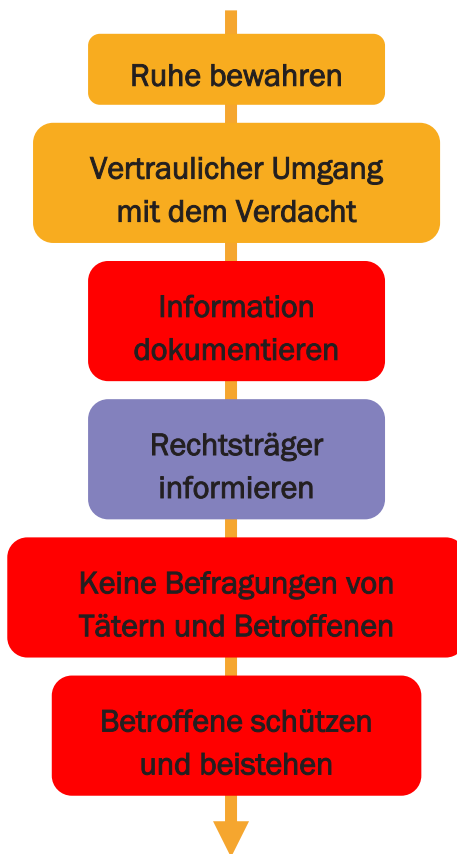 Ruhe bewahren
Vertraulicher Umgang
mit dem Verdacht
Information
dokumentieren
Rechtsträger
informieren
Keine Befragungen von
Tätern und Betroffenen
Betroffene schützen
und beistehen